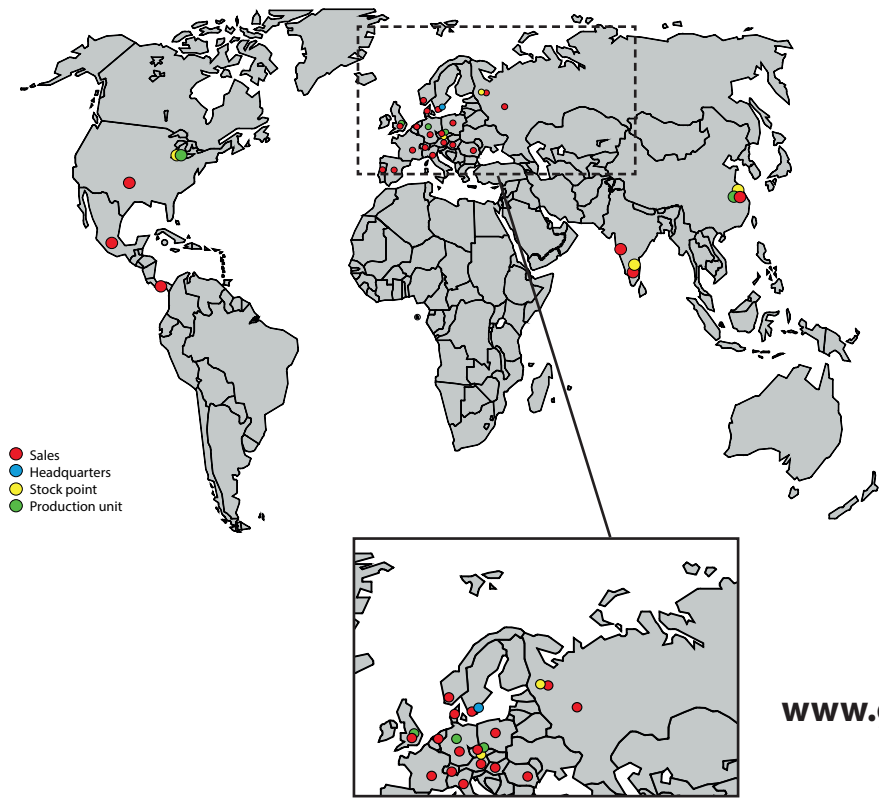 Sales
Headquarters
Stock point
Production unit
www.